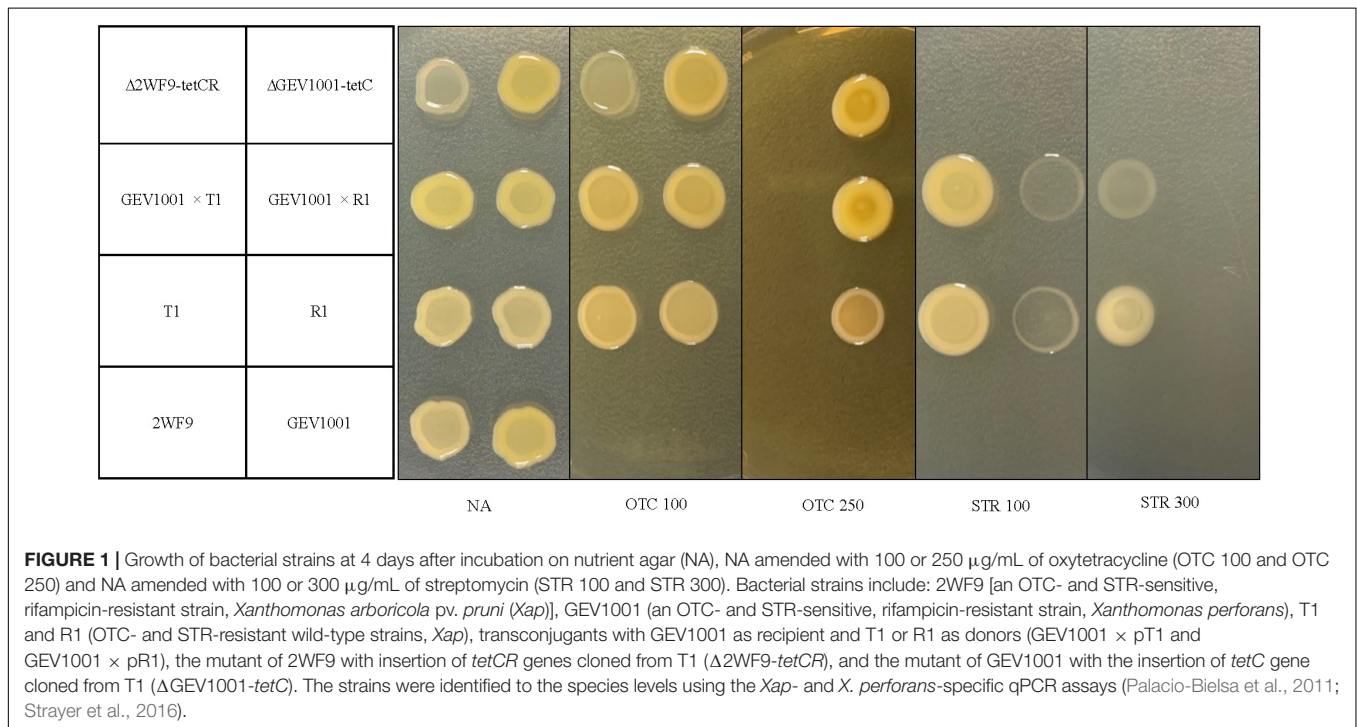 Δ2WF9-tetCR ΔGEV1001-tetC
GEV1001 × T1 GEV1001 × R1
T1 R1
2WF9 GEV1001
NA OTC 100 OTC 250 STR 100 STR 300
FIGURE 1 | Growth of bacterial strains at 4 days after incubation on nutrient agar (NA), NA amended with 100 or 250 μg/mL of oxytetracycline (OTC 100 and OTC
250) and NA amended with 100 or 300 μg/mL of streptomycin (STR 100 and STR 300). Bacterial strains include: 2WF9 [an OTC- and STR-sensitive,
rifampicin-resistant strain, Xanthomonas arboricola pv. pruni (Xap)], GEV1001 (an OTC- and STR-sensitive, rifampicin-resistant strain, Xanthomonas perforans), T1
and R1 (OTC- and STR-resistant wild-type strains, Xap), transconjugants with GEV1001 as recipient and T1 or R1 as donors (GEV1001 × pT1 and
GEV1001 × pR1), the mutant of 2WF9 with insertion of tetCR genes cloned from T1 (Δ2WF9-tetCR), and the mutant of GEV1001 with the insertion of tetC gene
cloned from T1 (ΔGEV1001-tetC). The strains were identified to the species levels using the Xap- and X. perforans-specific qPCR assays (Palacio-Bielsa et al., 2011;
Strayer et al., 2016).